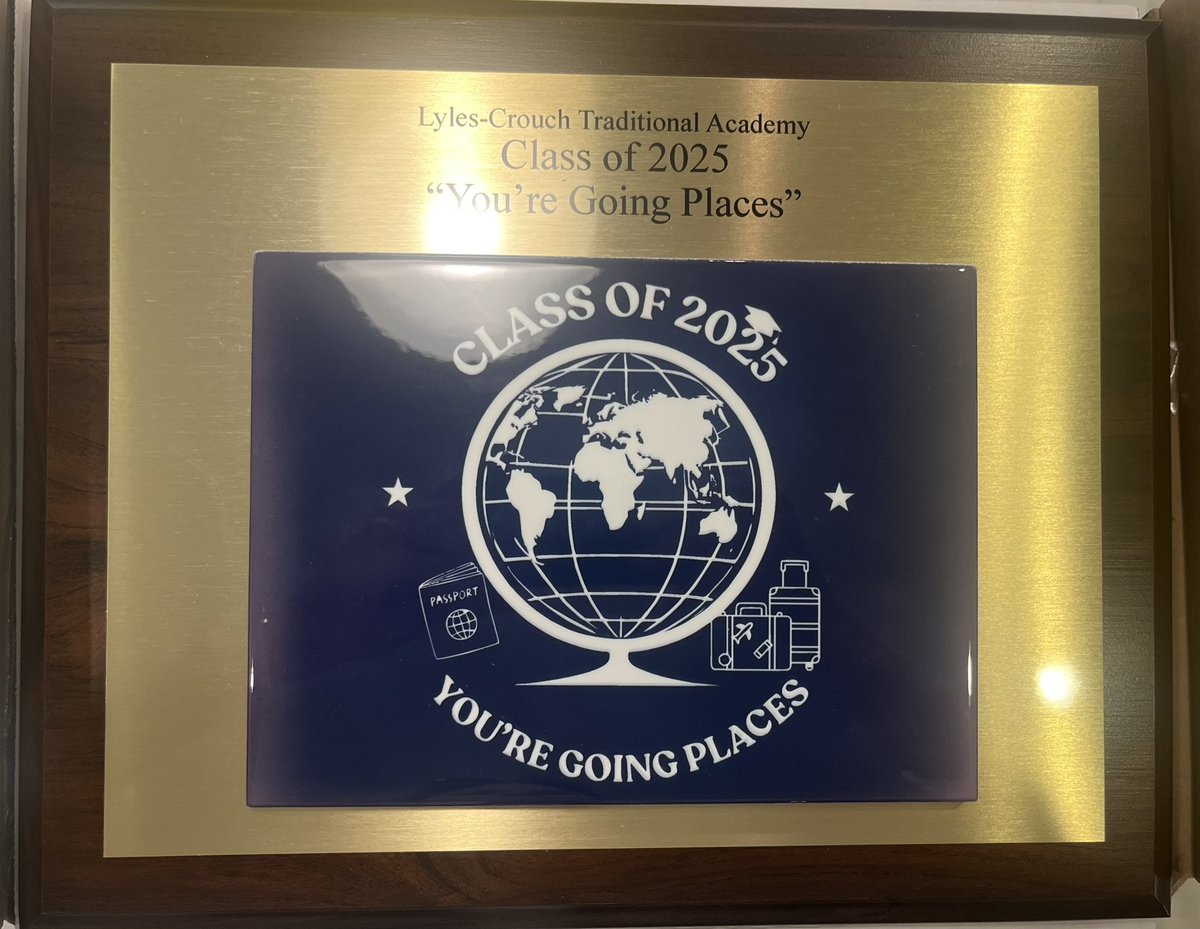 Lyles-Crouch Traditional Academy
Class of 2025
“You’re Going Places”
CLASS OF 2025
PASSPORT
YOU’RE GOING PLACES